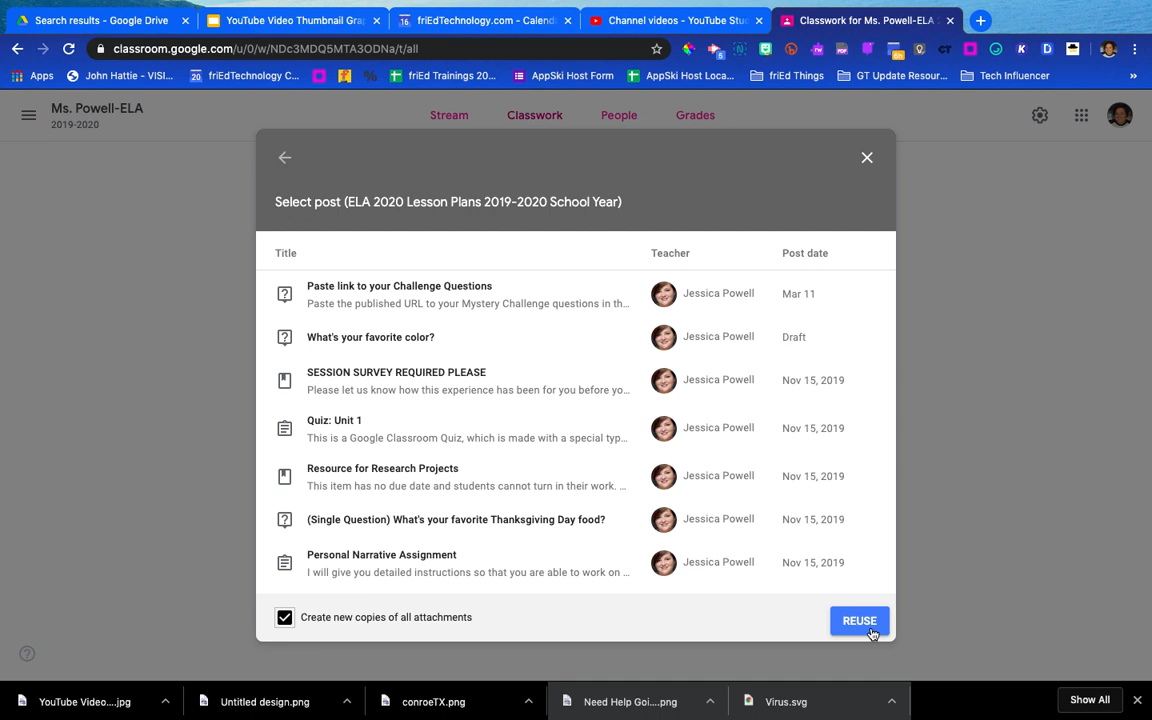 Search results - Google Drive
YouTube Video Thumbnail Gra
friEdTechnology.com - Calend
Channel videos - YouTube Stud
Classwork for Ms. Powell-ELA
classroom.google.com/u/0/w/NDc3MDQ5MTA3ODNa/t/all
Apps
John Hattie - VISI...
friEdTechnology C...
friEd Trainings 20...
AppSki Host Form
AppSki Host Loca...
friEd Things
GT Update Resour...
Tech Influencer
Ms. Powell-ELA
2019-2020
Stream
Classwork
People
Grades
Select post (ELA 2020 Lesson Plans 2019-2020 School Year)
Title Teacher Post date
Paste link to your Challenge Questions
Paste the published URL to your Mystery Challenge questions in th...
Jessica Powell Mar 11
What's your favorite color? Jessica Powell Draft
SESSION SURVEY REQUIRED PLEASE
Please let us know how this experience has been for you before yo...
Jessica Powell Nov 15, 2019
Quiz: Unit 1
This is a Google Classroom Quiz, which is made with a special typ...
Jessica Powell Nov 15, 2019
Resource for Research Projects
This item has no due date and students cannot turn in their work. ...
Jessica Powell Nov 15, 2019
(Single Question) What's your favorite Thanksgiving Day food? Jessica Powell Nov 15, 2019
Personal Narrative Assignment
I will give you detailed instructions so that you are able to work on ...
Jessica Powell Nov 15, 2019
Create new copies of all attachments
REUSE
YouTube Video....jpg
Untitled design.png
conroeTX.png
Need Help Goi....png
Virus.svg
Show All